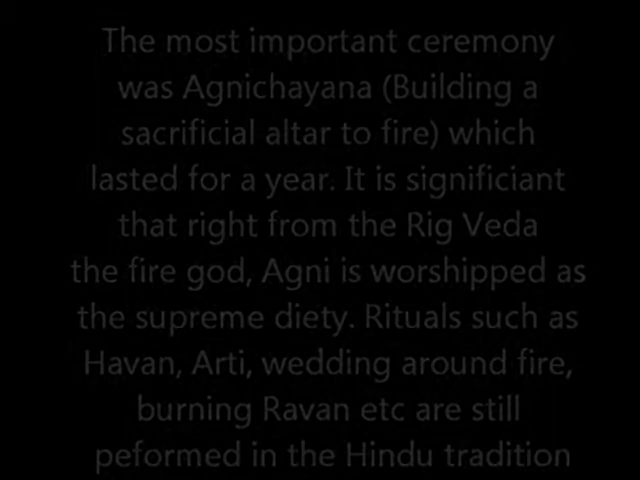 The most important ceremony
was Agnichayana (Building a
sacrificial altar to fire) which
lasted for a year. It is significiant
that right from the Rig Veda
the fire god, Agni is worshipped as
the supreme diety. Rituals such as
Havan, Arti, wedding around fire,
burning Ravan etc are still
peformed in the Hindu tradition